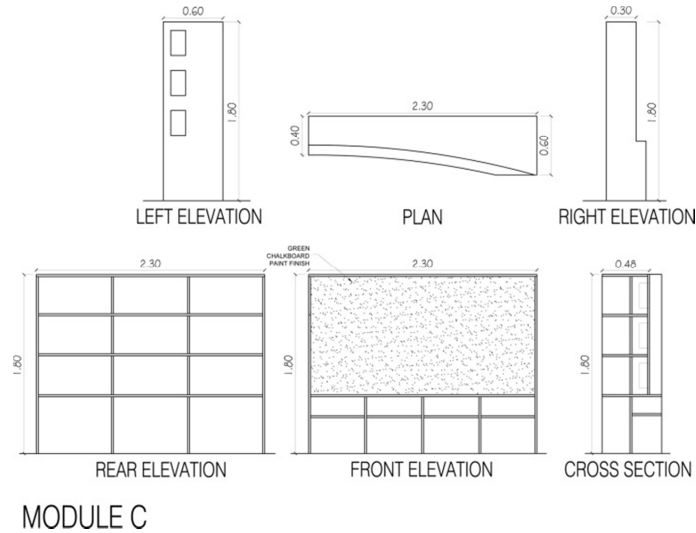 0.60
1.80
LEFT ELEVATION
2.30
0.40
0.60
PLAN
0.30
1.80
RIGHT ELEVATION
2.30
1.80
REAR ELEVATION
GREEN
CHALKBOARD
PAINT FINISH
2.30
1.80
FRONT ELEVATION
0.48
1.80
CROSS SECTION
MODULE C